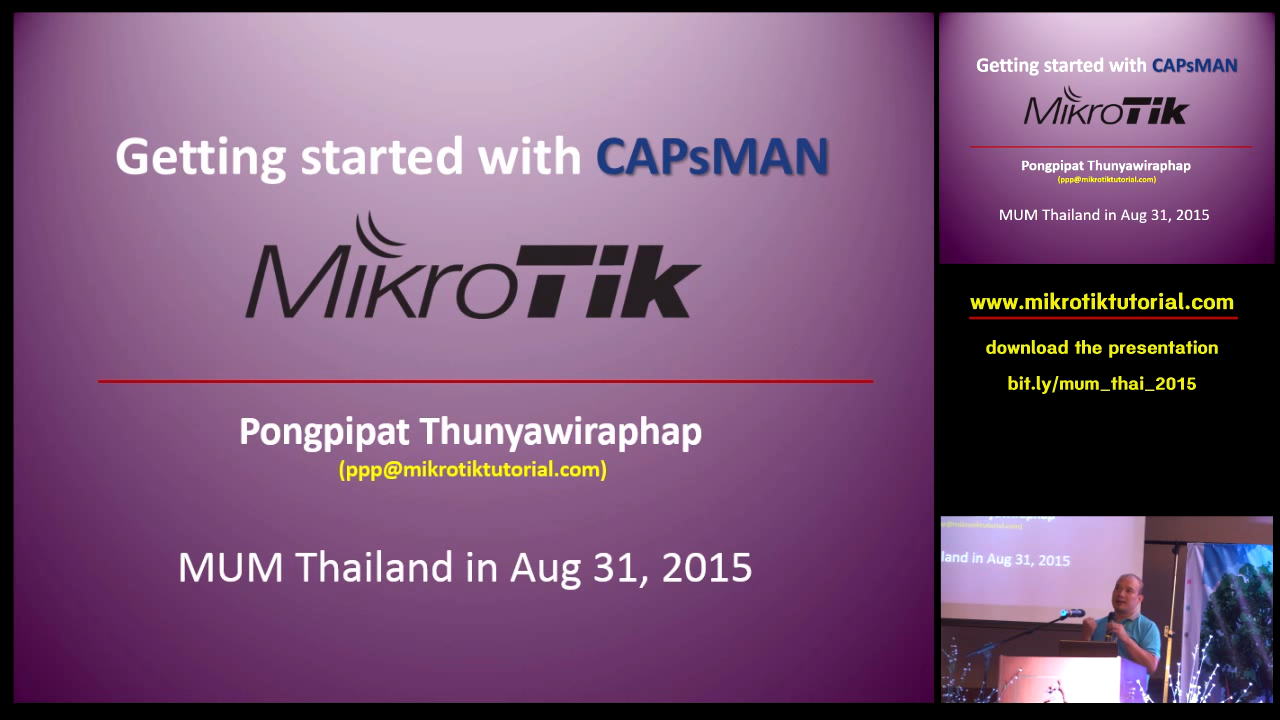 Getting started with CAPsMAN
MikroTik
Pongpipat Thunyawiraphap
(ppp@mikrotiktutorial.com)
MUM Thailand in Aug 31, 2015
Getting started with CAPsMAN
MikroTik
Pongpipat Thunyawiraphap
(ppp@mikrotiktutorial.com)
MUM Thailand in Aug 31, 2015
www.mikrotiktutorial.com
download the presentation
bit.ly/mum_thai_2015
@mikrotiktutorial.com)
land in Aug 31, 2015